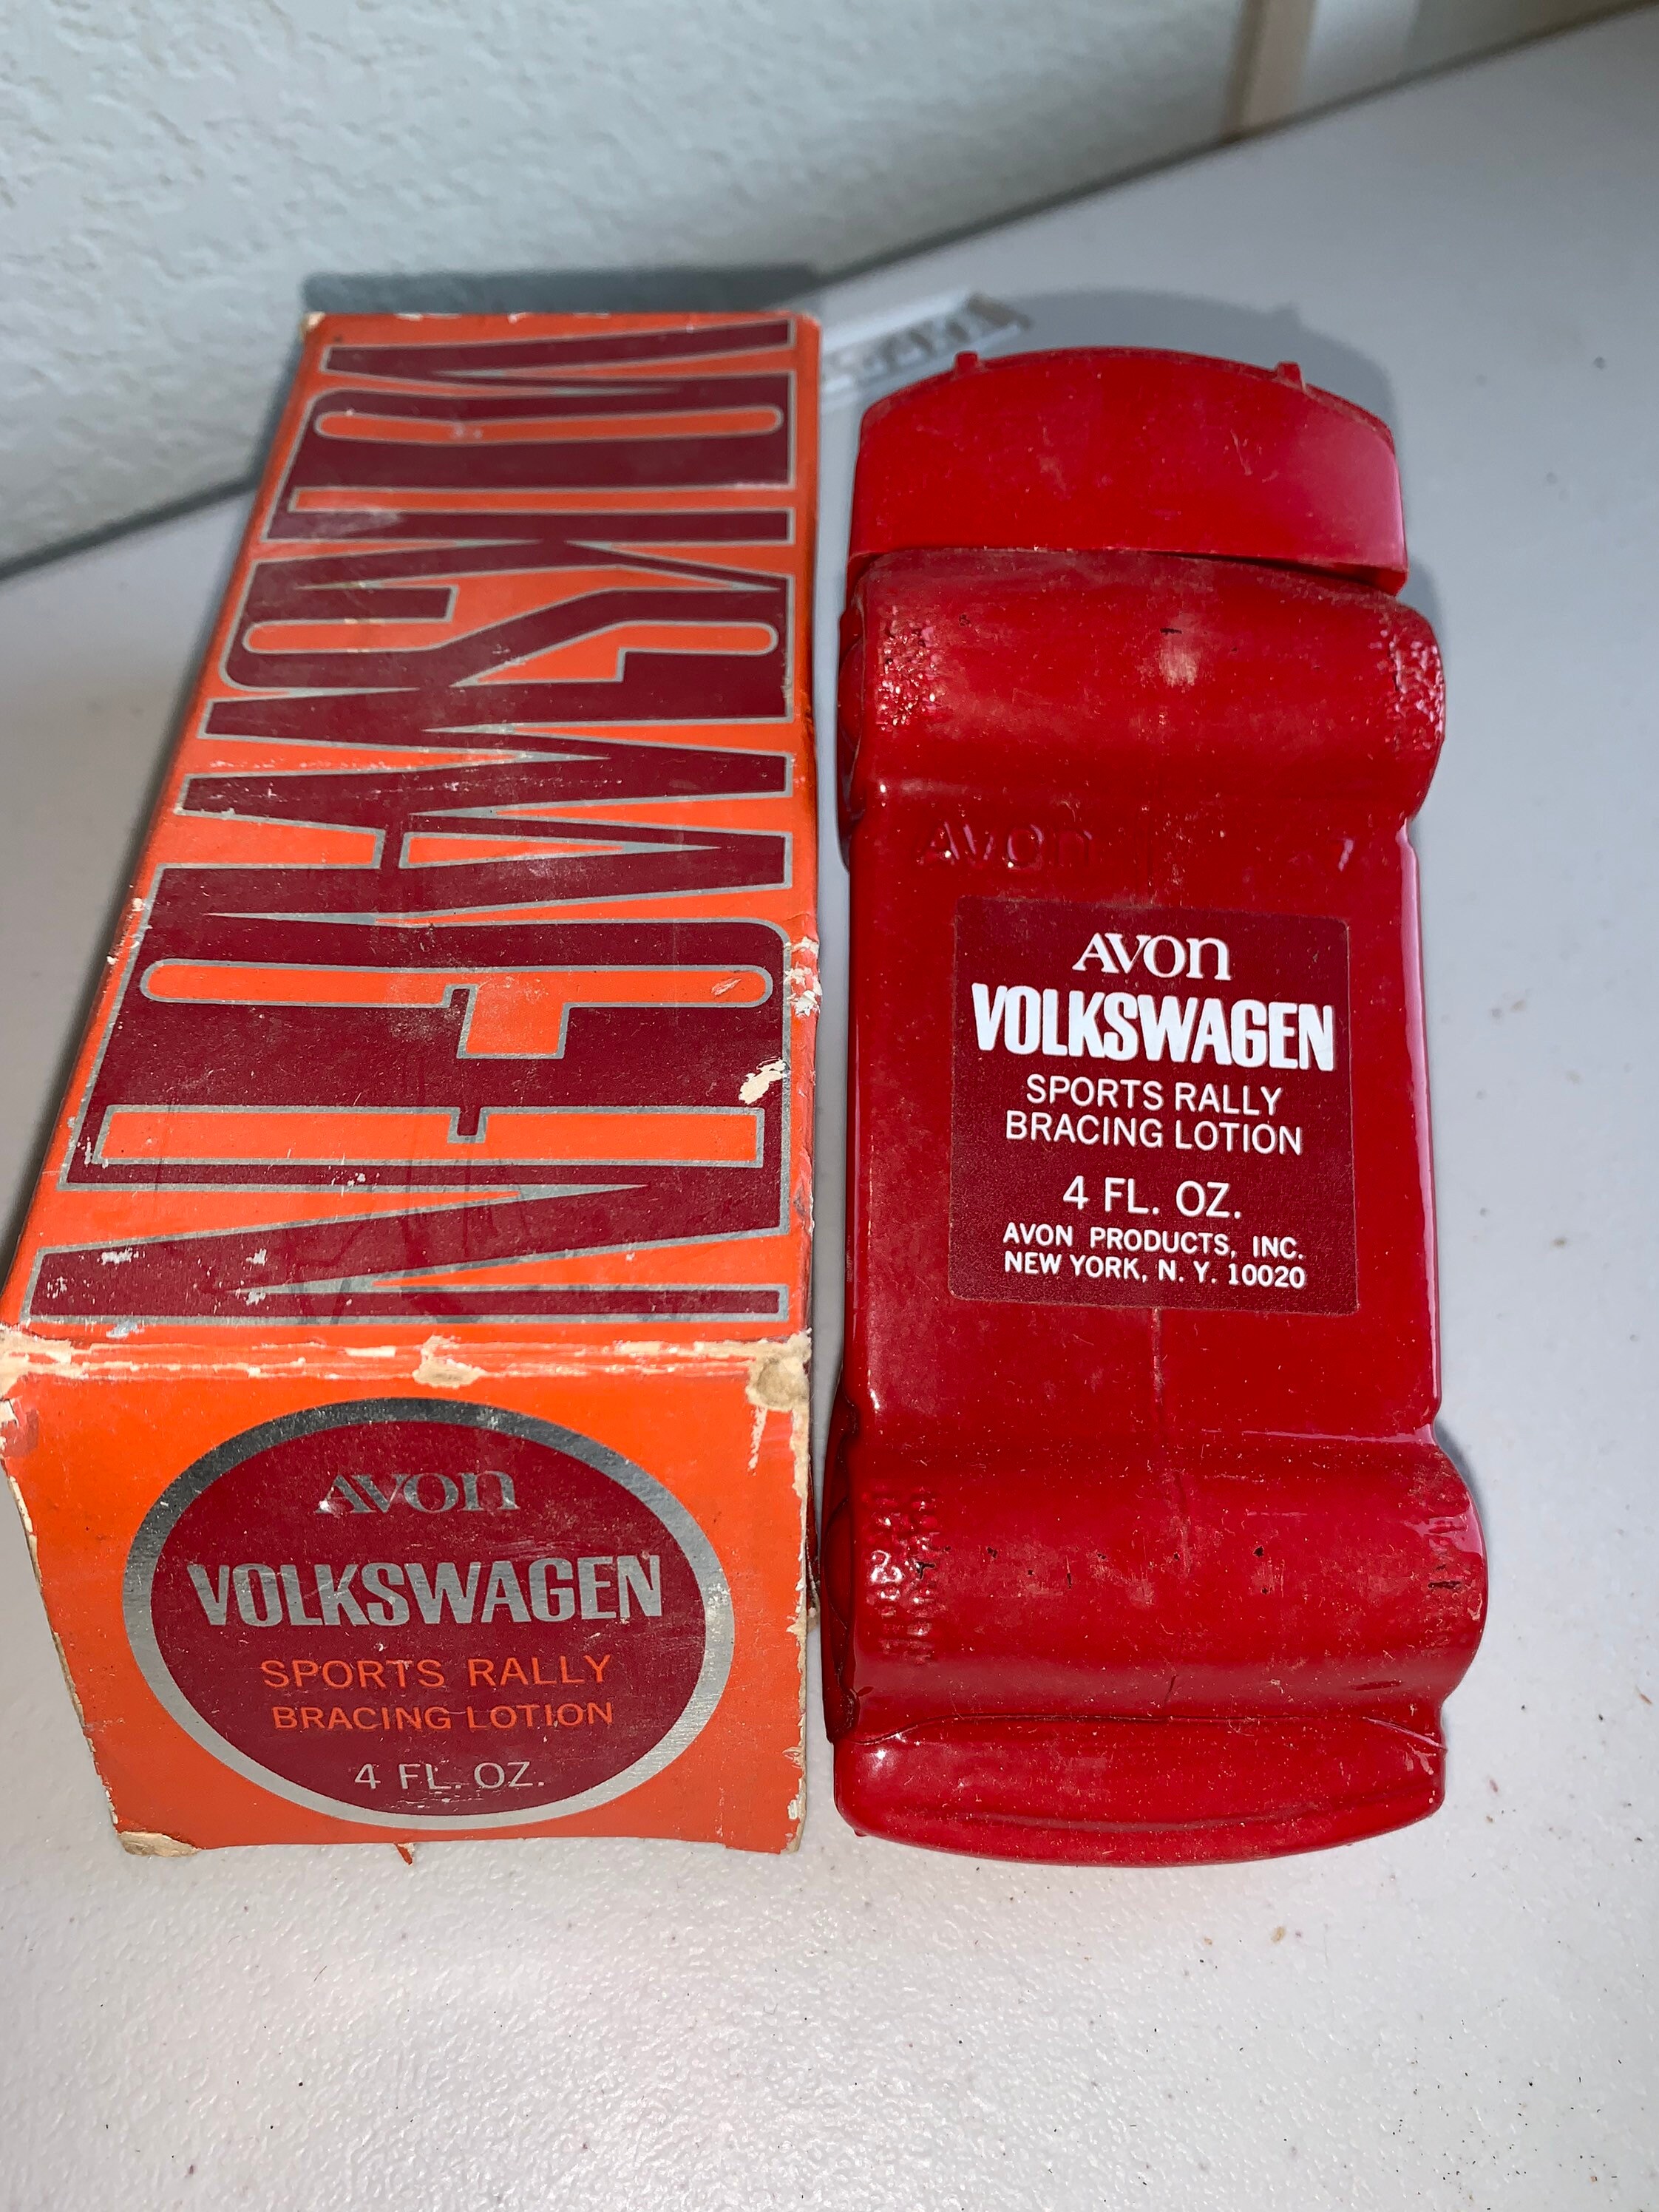 VOLKSWAGEN
AVON
VOLKSWAGEN
SPORTS RALLY
BRACING LOTION
4 FL. OZ.
Avon
7
AVON
VOLKSWAGEN
SPORTS RALLY
BRACING LOTION
4 FL. OZ.
AVON PRODUCTS, INC.
NEW YORK, N. Y. 10020